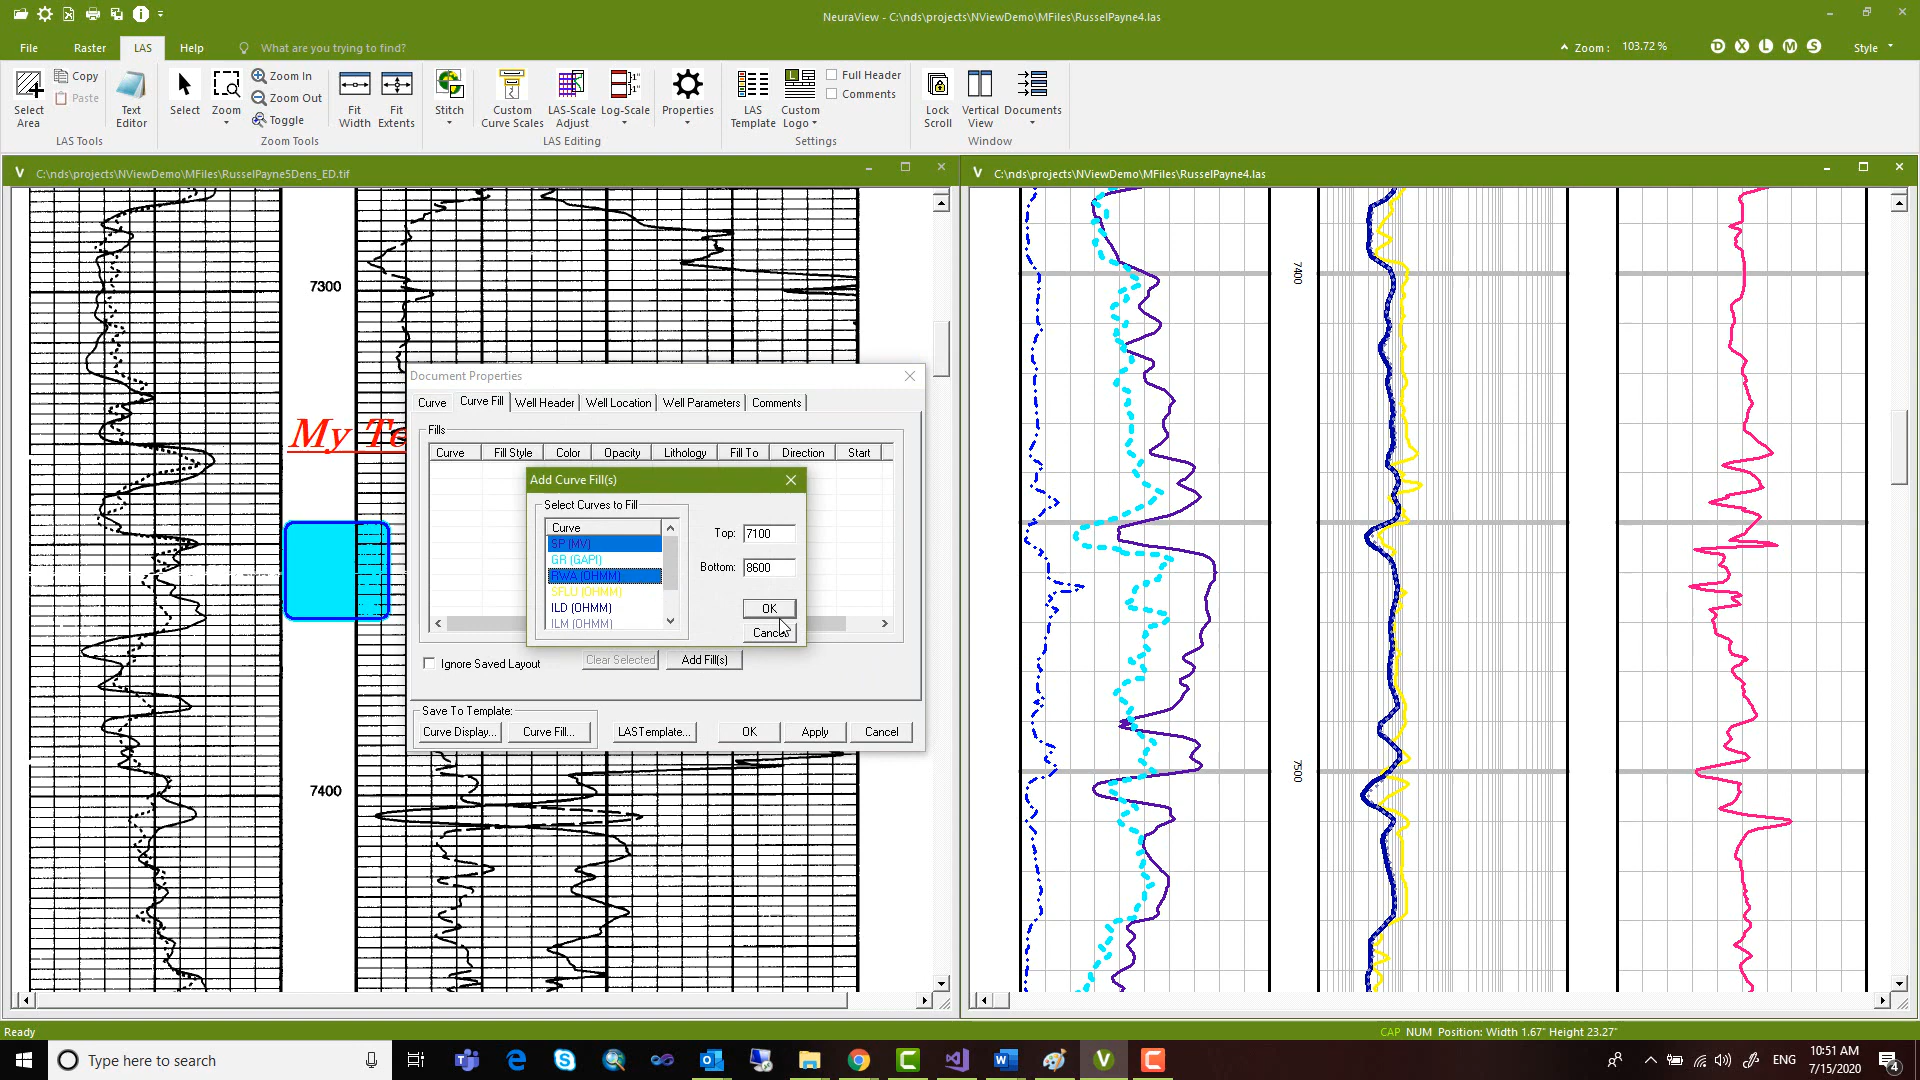 NeuraView - C:\nds\projects\NViewDemo\MFiles\RusselPayne4.las
File
Raster
LAS
Help
What are you trying to find?
Zoom :
103.72 %
D X L M S
Style
Select Area
Copy
Paste
Text Editor
LAS Tools
Select
Zoom
Zoom In
Zoom Out
Toggle
Fit Width
Fit Extents
Zoom Tools
Stitch
Custom Curve Scales
LAS-Scale Adjust
Log-Scale
Properties
LAS Editing
LAS Template
Custom Logo
Full Header
Comments
Settings
Lock Scroll
Vertical View
Documents
Window
C:\nds\projects\NViewDemo\MFiles\RusselPayne5Dens_ED.tif
C:\nds\projects\NViewDemo\MFiles\RusselPayne4.las
7300
My Te
7400
7400
7500
Document Properties
Curve
Curve Fill
Well Header
Well Location
Well Parameters
Comments
Fills
Curve
Fill Style
Color
Opacity
Lithology
Fill To
Direction
Start
Add Curve Fill(s)
Select Curves to Fill
Curve
SP (MV)
GR (GAPI)
RWA (OHMM)
SFLU (OHMM)
ILD (OHMM)
ILM (OHMM)
Top:
7100
Bottom:
8600
OK
Cancel
Ignore Saved Layout
Clear Selected
Add Fill(s)
Save To Template:
Curve Display...
Curve Fill...
LASTemplate...
OK
Apply
Cancel
Ready
CAP NUM Position: Width 1.67" Height 23.27"
Type here to search
ENG
10:51 AM
7/15/2020
4